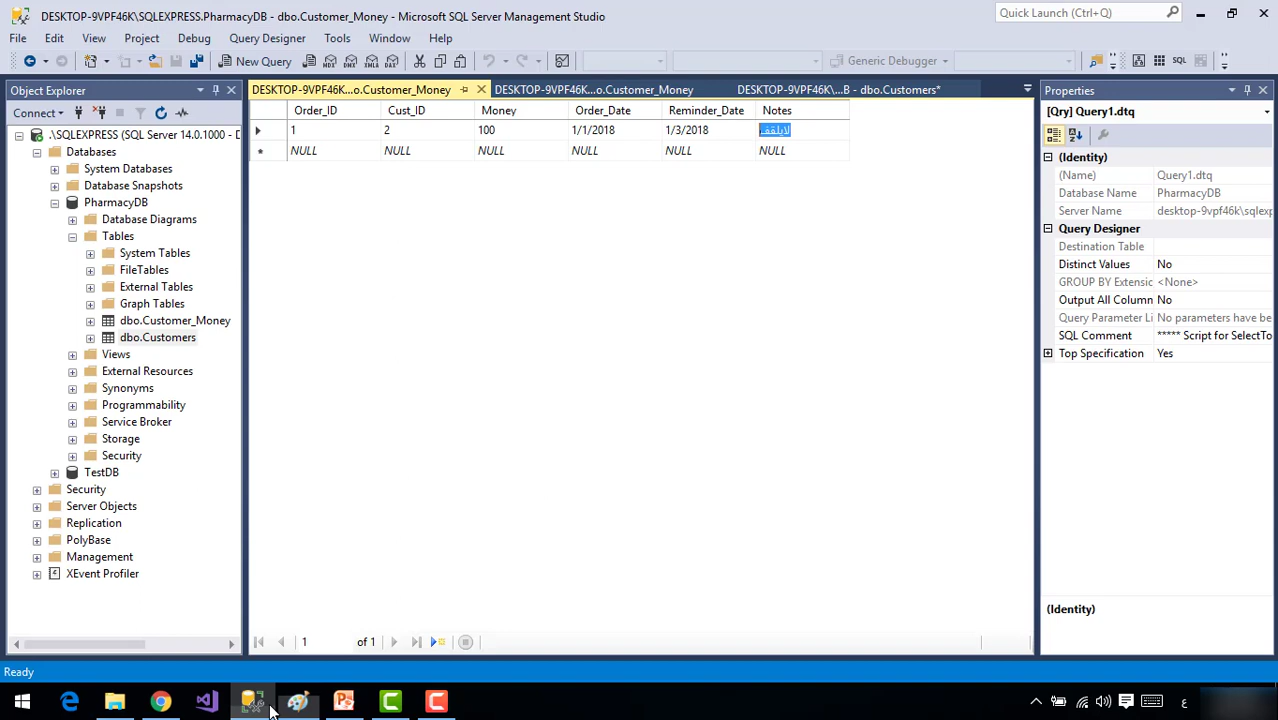 DESKTOP-9VPF46K\SQLEXPRESS.PharmacyDB - dbo.Customer_Money - Microsoft SQL Server Management Studio
Quick Launch (Ctrl+Q)
File Edit View Project Debug Query Designer Tools Window Help
New Query MDX DMX XMLA DAX Generic Debugger SQL
Object Explorer
DESKTOP-9VPF46K...o.Customer_Money DESKTOP-9VPF46K...o.Customer_Money DESKTOP-9VPF46K\...B - dbo.Customers*
Properties
Connect
[Qry] Query1.dtq
.\SQLEXPRESS (SQL Server 14.0.1000 - D
Databases
System Databases
Database Snapshots
PharmacyDB
Database Diagrams
Tables
System Tables
FileTables
External Tables
Graph Tables
dbo.Customer_Money
dbo.Customers
Views
External Resources
Synonyms
Programmability
Service Broker
Storage
Security
TestDB
Security
Server Objects
Replication
PolyBase
Management
XEvent Profiler
Order_ID Cust_ID Money Order_Date Reminder_Date Notes
1 2 100 1/1/2018 1/3/2018 لايلقف
NULL NULL NULL NULL NULL NULL
1 of 1
(Identity)
(Name) Query1.dtq
Database Name PharmacyDB
Server Name desktop-9vpf46k\sqlexpress
Query Designer
Destination Table
Distinct Values No
GROUP BY Extensic <None>
Output All Column No
Query Parameter Li No parameters have be
SQL Comment ***** Script for SelectTo
Top Specification Yes
(Identity)
Ready
ع